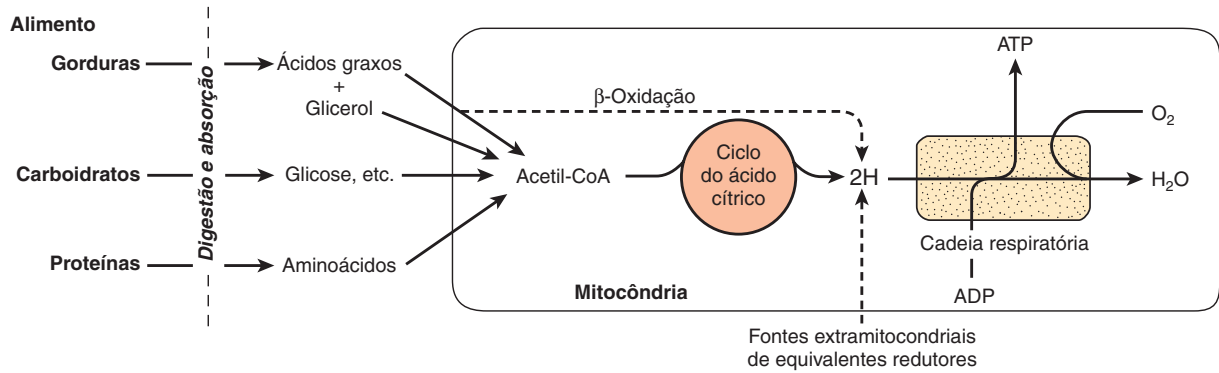 Alimento
Gorduras
Carboidratos
Proteínas
Digestão e absorção
Ácidos graxos
+
Glicerol
Glicose, etc.
Aminoácidos
β-Oxidação
Acetil-CoA
Ciclo
do ácido
cítrico
2H
Mitocôndria
ATP
O₂
H₂O
Cadeia respiratória
ADP
Fontes extramitocondriais
de equivalentes redutores